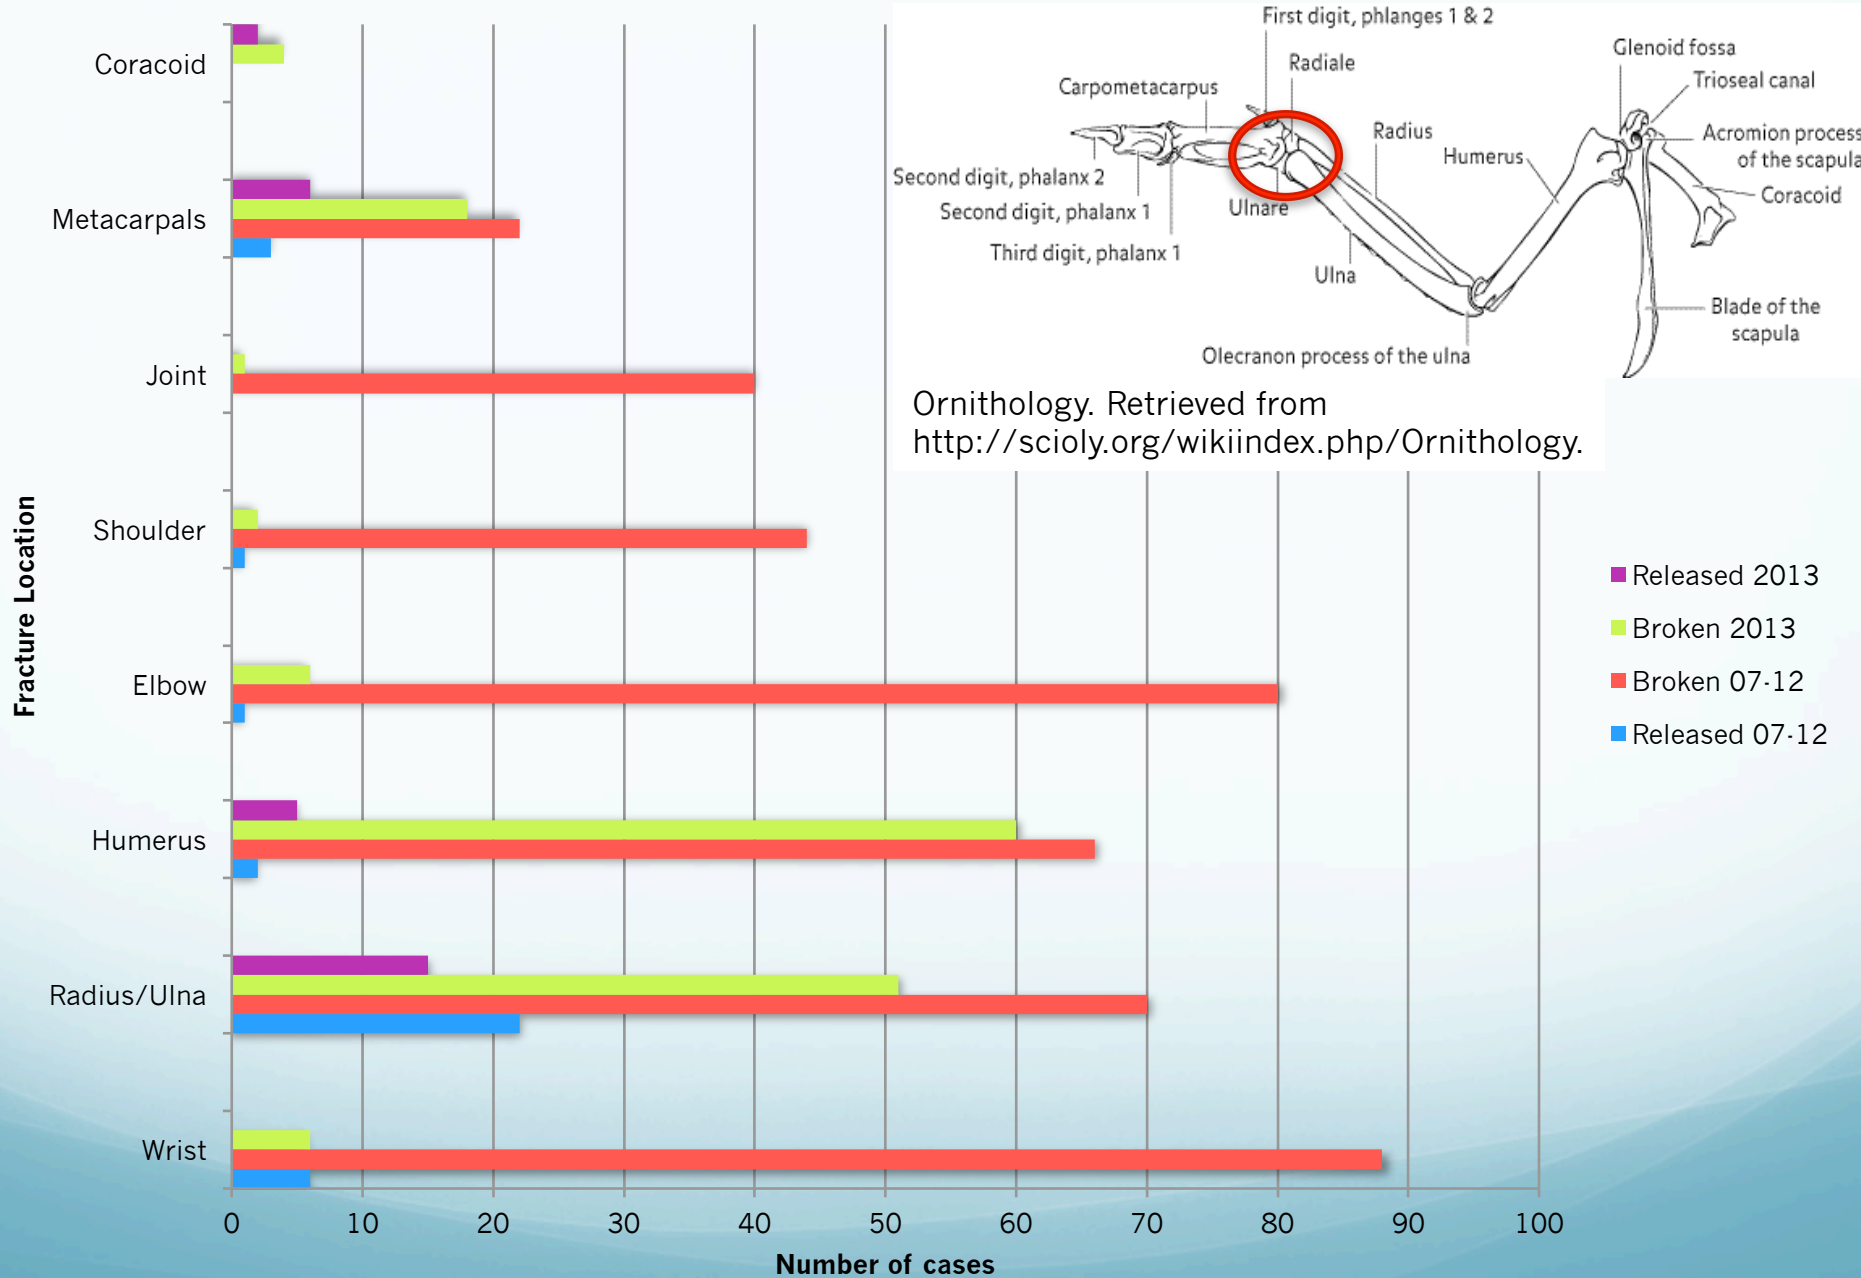 First digit, phlanges 1 & 2
Radiale
Carpometacarpus
Glenoid fossa
Trioseal canal
Radius
Humerus
Acromion process
of the scapula
Coracoid
Second digit, phalanx 2
Second digit, phalanx 1
Ulnare
Third digit, phalanx 1
Ulna
Blade of the
scapula
Olecranon process of the ulna
Ornithology. Retrieved from
http://scioly.org/wikiindex.php/Ornithology.
Fracture Location
Coracoid
Metacarpals
Joint
Shoulder
Elbow
Humerus
Radius/Ulna
Wrist
Released 2013
Broken 2013
Broken 07-12
Released 07-12
0 10 20 30 40 50 60 70 80 90 100
Number of cases